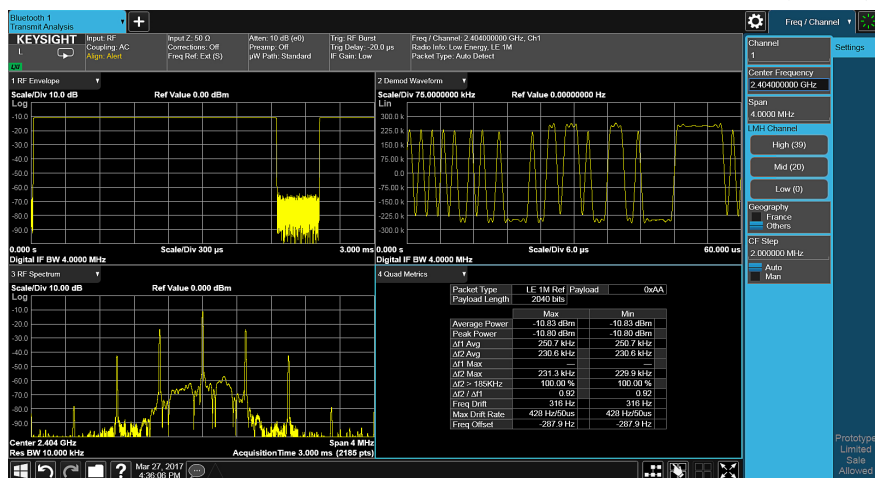 Bluetooth 1
Transmit Analysis
Freq / Channel
KEYSIGHT
L
LXI
Input: RF
Coupling: AC
Align: Alert
Input Z: 50 Ω
Corrections: Off
Freq Ref: Ext (S)
Atten: 10 dB (e0)
Preamp: Off
µW Path: Standard
Trig: RF Burst
Trig Delay: -20.0 µs
IF Gain: Low
Freq / Channel: 2.404000000 GHz, Ch1
Radio Info: Low Energy, LE 1M
Packet Type: Auto Detect
1 RF Envelope
Scale/Div 10.0 dB
Ref Value 0.00 dBm
Log
-10.0
-20.0
-30.0
-40.0
-50.0
-60.0
-70.0
-80.0
-90.0
0.000 s
Scale/Div 300 µs
3.000 ms
Digital IF BW 4.0000 MHz
2 Demod Waveform
Scale/Div 75.0000000 kHz
Ref Value 0.00000000 Hz
Lin
300.0 k
225.0 k
150.0 k
75.00 k
0.0
-75.00 k
-150.0 k
-225.0 k
-300.0 k
0.000 s
Scale/Div 6.0 µs
60.000 us
Digital IF BW 4.0000 MHz
3 RF Spectrum
Scale/Div 10.00 dB
Ref Value 0.000 dBm
Log
-10.0
-20.0
-30.0
-40.0
-50.0
-60.0
-70.0
-80.0
-90.0
Center 2.404 GHz
Span 4 MHz
Res BW 10.000 kHz
Acquisition Time 3.000 ms (2185 pts)
4 Quad Metrics
Packet Type LE 1M Ref Payload 0xAA
Payload Length 2040 bits
Max Min
Average Power -10.83 dBm -10.83 dBm
Peak Power -10.80 dBm -10.80 dBm
Δf1 Avg 250.7 kHz 250.7 kHz
Δf2 Avg 230.6 kHz 230.6 kHz
Δf1 Max --- ---
Δf2 Max 231.3 kHz 229.9 kHz
Δf2 > 185KHz 100.00 % 100.00 %
Δf2 / Δf1 0.92 0.92
Freq Drift 316 Hz 316 Hz
Max Drift Rate 428 Hz/50us 428 Hz/50us
Freq Offset -287.9 Hz -287.9 Hz
Channel
1
Settings
Center Frequency
2.404000000 GHz
Span
4.0000 MHz
LMH Channel
High (39)
Mid (20)
Low (0)
Geography
France
Others
CF Step
2.000000 MHz
Auto
Man
Prototype
Limited
Sale
Allowed
?
Mar 27, 2017
4:36:06 PM